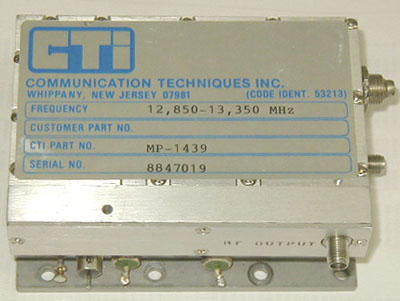 CTi
COMMUNICATION TECHNIQUES INC.
WHIPPANY, NEW JERSEY 07981 (CODE IDENT. 53213)
FREQUENCY 12,850-13,350 MHz
CUSTOMER PART NO.
CTI PART NO. MP-1439
SERIAL NO. 8847019
RF OUTPUT